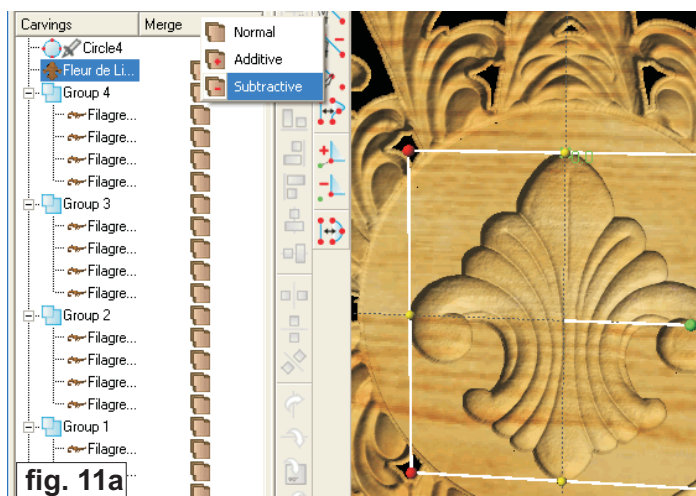 Carvings Merge
Normal
Circle4
Additive
Fleur de Li...
Subtractive
Group 4
Filagre...
Filagre...
Filagre...
Filagre...
Group 3
Filagre...
Filagre...
Filagre...
Filagre...
Group 2
Filagre...
Filagre...
Filagre...
Filagre...
Group 1
Filagre...
fig. 11a